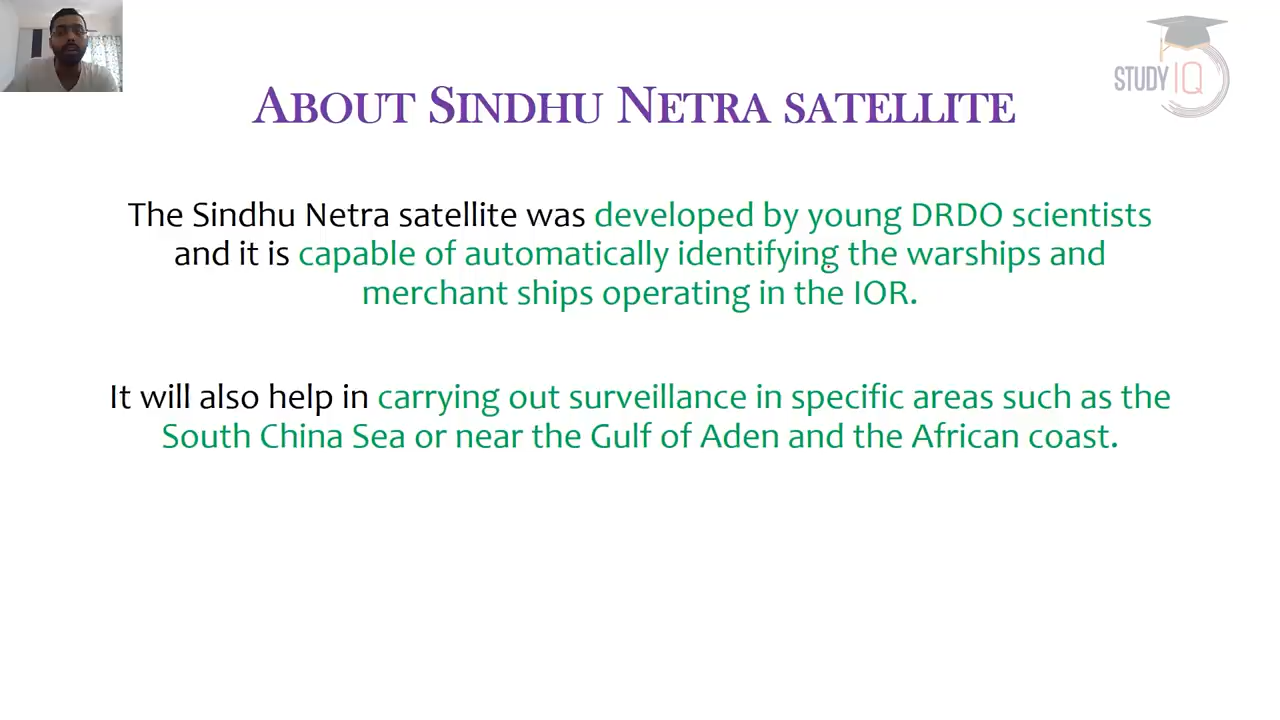 STUDY IQ
ABOUT SINDHU NETRA SATELLITE
The Sindhu Netra satellite was developed by young DRDO scientists
and it is capable of automatically identifying the warships and
merchant ships operating in the IOR.
It will also help in carrying out surveillance in specific areas such as the
South China Sea or near the Gulf of Aden and the African coast.